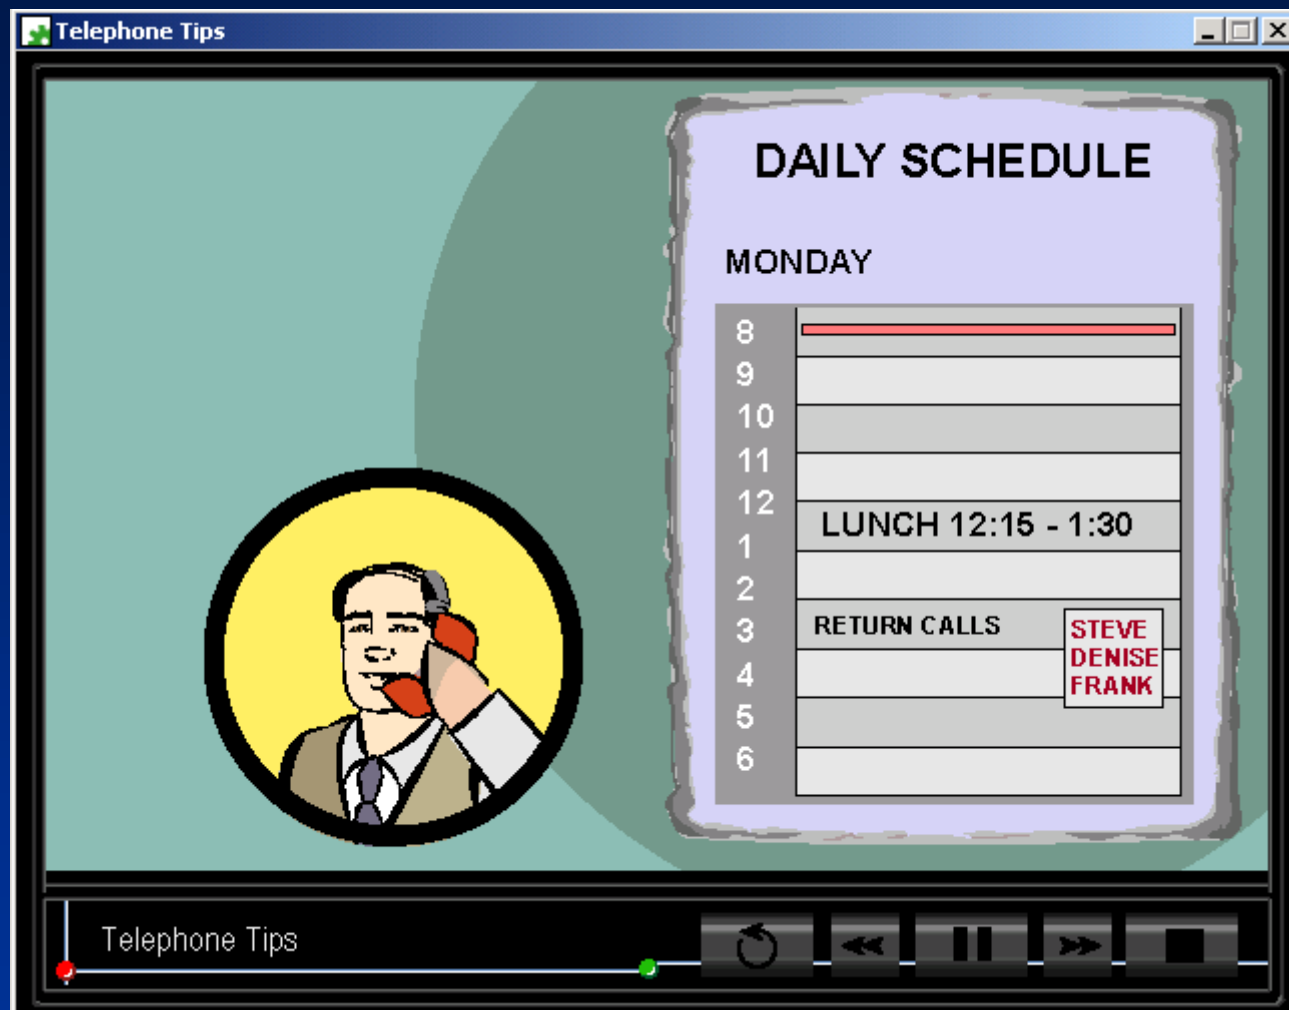 Telephone Tips
DAILY SCHEDULE
MONDAY
8
9
10
11
12
LUNCH 12:15 - 1:30
1
2
3 RETURN CALLS STEVE
DENISE
4 FRANK
5
6
Telephone Tips